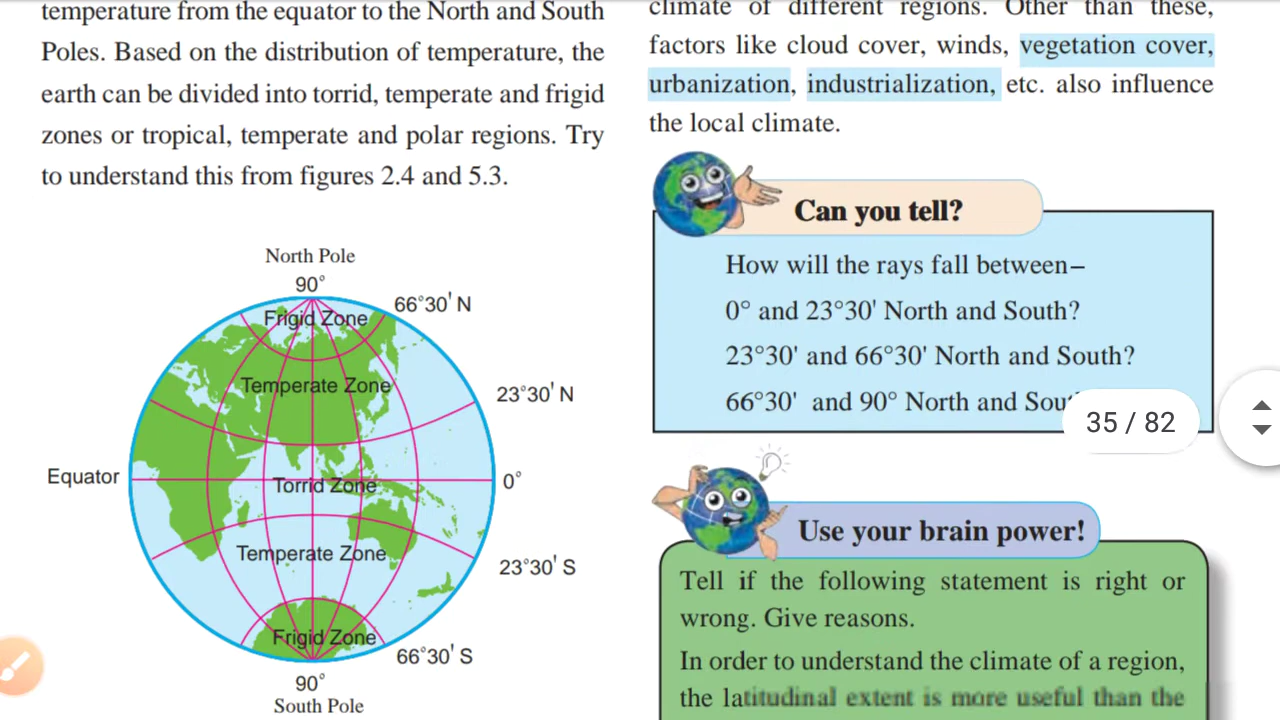 temperature from the equator to the North and South
Poles. Based on the distribution of temperature, the
earth can be divided into torrid, temperate and frigid
zones or tropical, temperate and polar regions. Try
to understand this from figures 2.4 and 5.3.
North Pole
90°
66°30' N
Frigid Zone
Temperate Zone
23°30' N
Equator
Torrid Zone
0°
Temperate Zone
23°30' S
Frigid Zone
66°30' S
90°
South Pole
climate of different regions. Other than these,
factors like cloud cover, winds, vegetation cover,
urbanization, industrialization, etc. also influence
the local climate.
Can you tell?
How will the rays fall between–
0° and 23°30' North and South?
23°30' and 66°30' North and South?
66°30' and 90° North and
35 / 82
Use your brain power!
Tell if the following statement is right or
wrong. Give reasons.
In order to understand the climate of a region,
the latitudinal extent is more useful than the